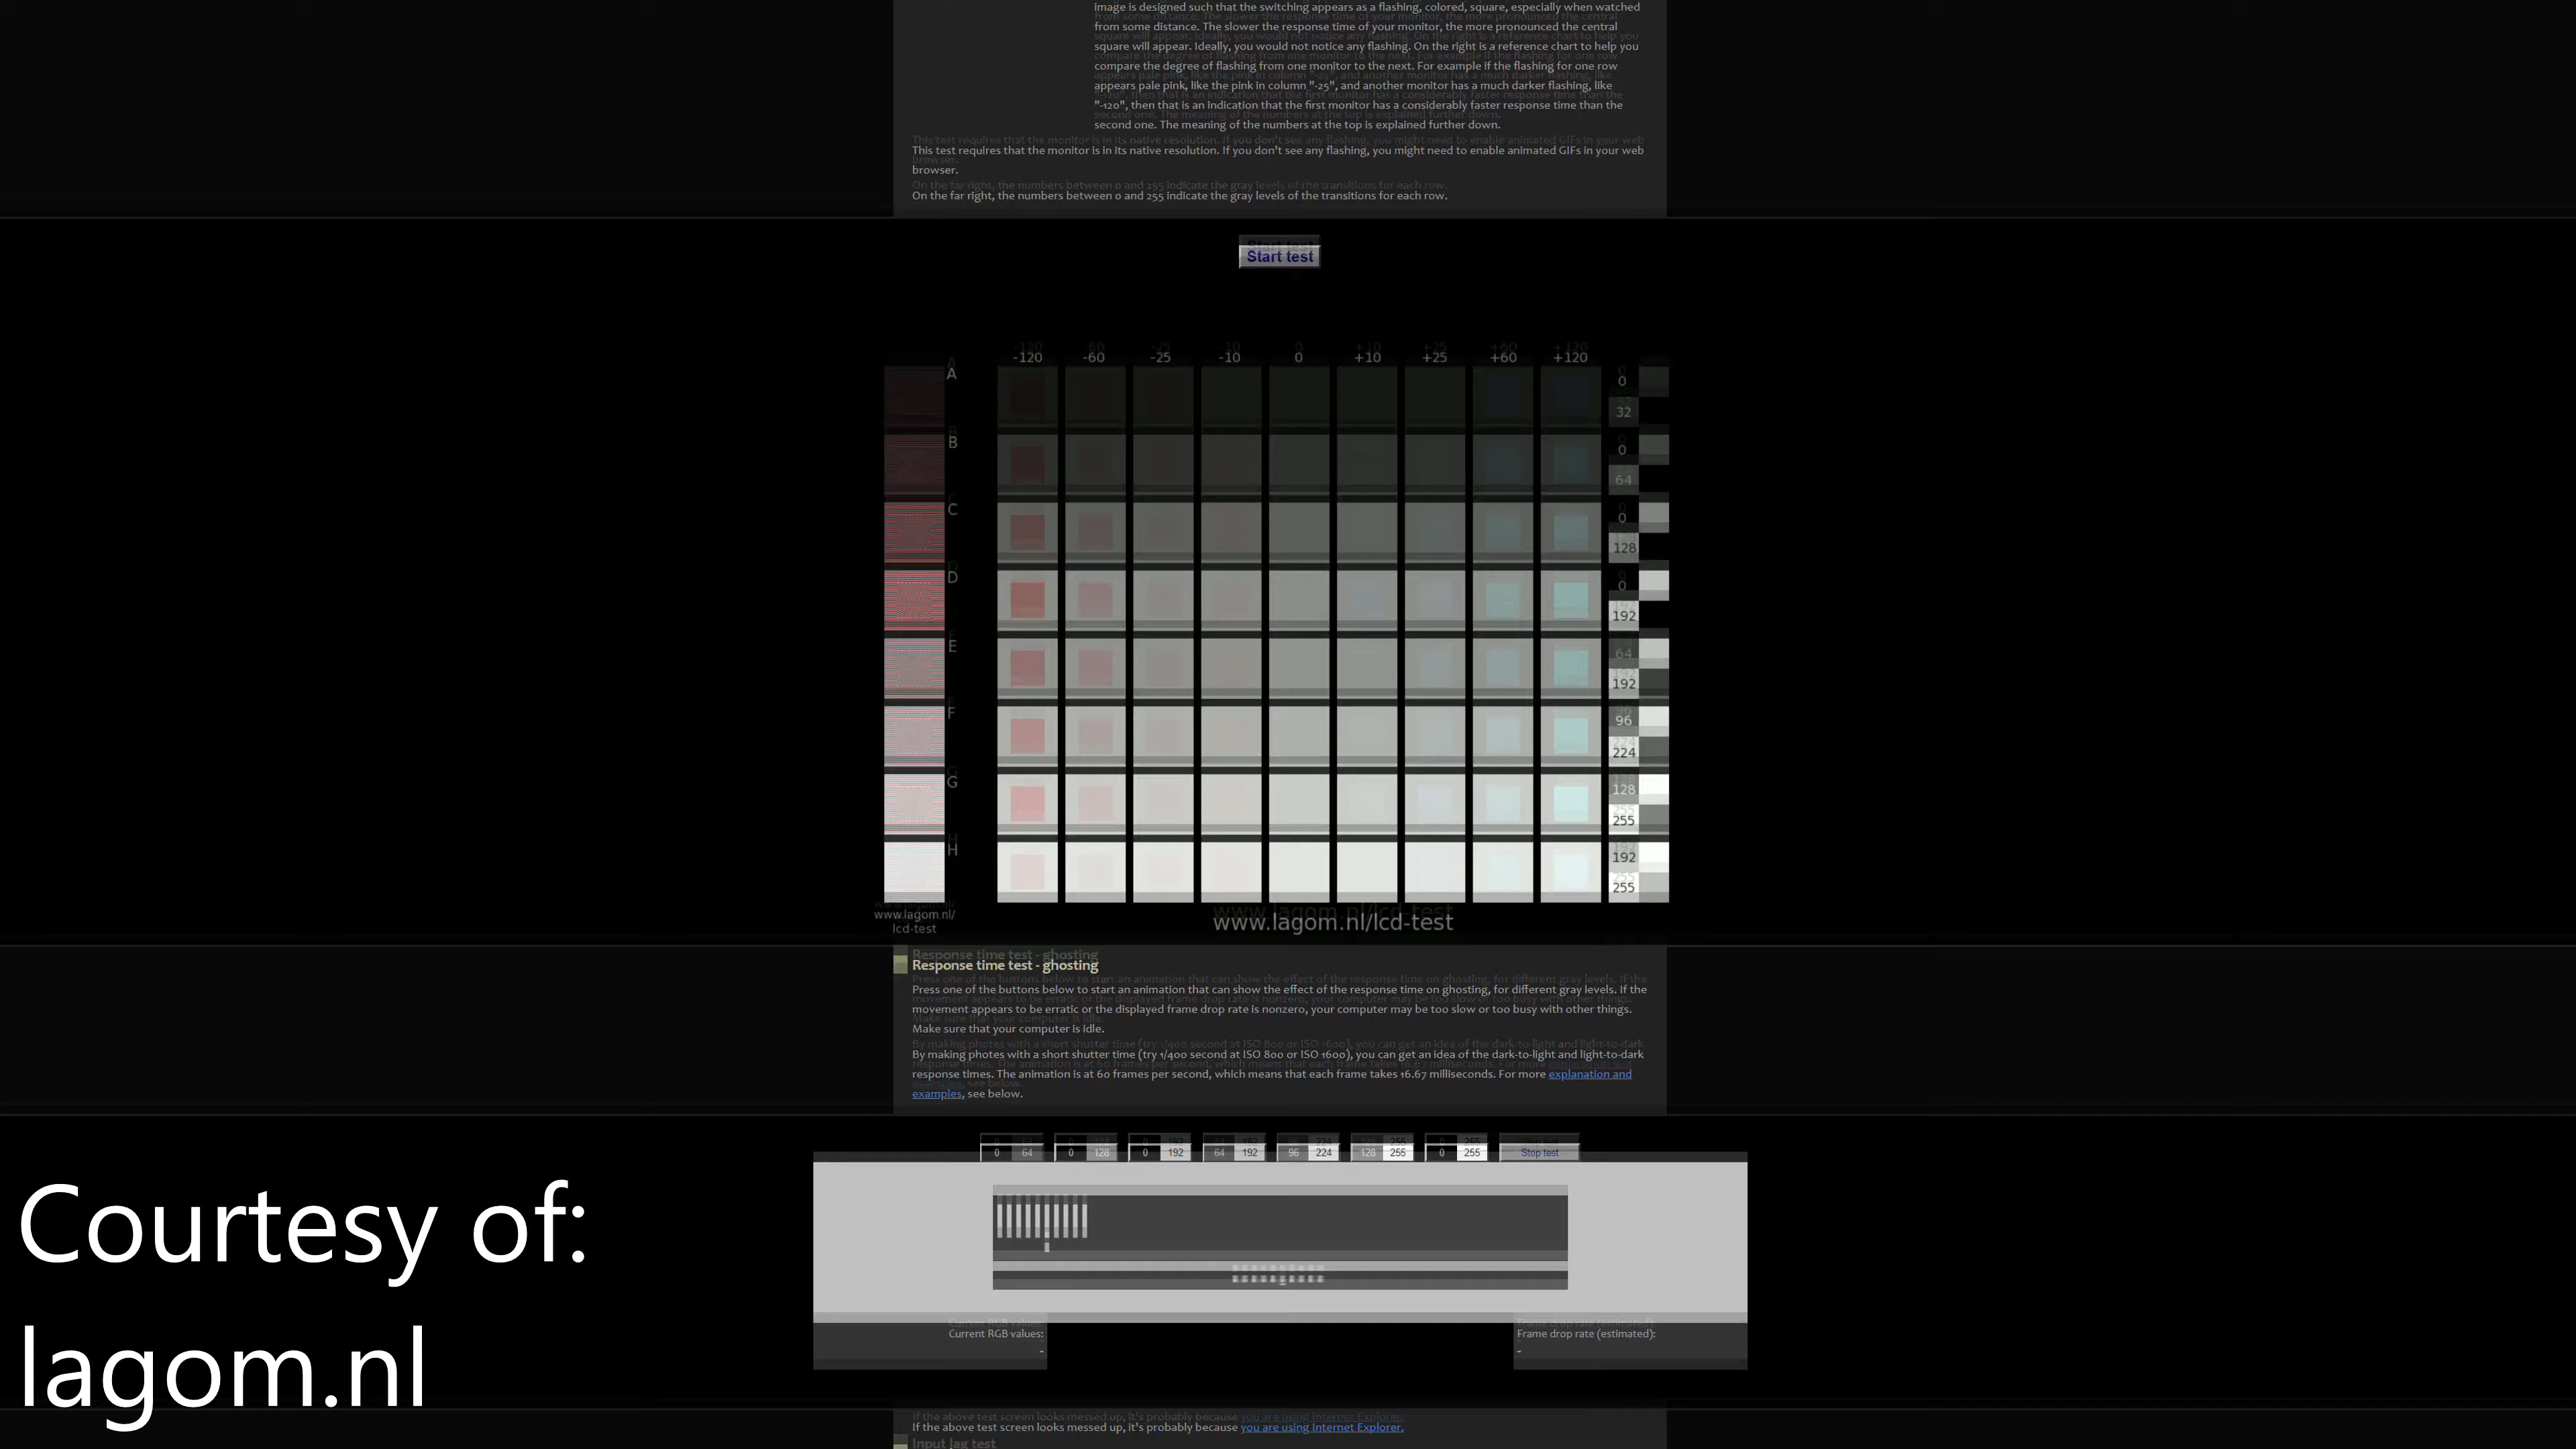 image is designed such that the switching appears as a flashing, colored, square, especially when watched
from some distance. The slower the response time of your monitor, the more pronounced the central
square will appear. Ideally, you would not notice any flashing. On the right is a reference chart to help you
compare the degree of flashing from one monitor to the next. For example if the flashing for one row
appears pale pink, like the pink in column "-25", and another monitor has a much darker flashing, like
"-120", then that is an indication that the first monitor has a considerably faster response time than the
second one. The meaning of the numbers at the top is explained further down.
This test requires that the monitor is in its native resolution. If you don't see any flashing, you might need to enable animated GIFs in your web
browser.
On the far right, the numbers between 0 and 255 indicate the gray levels of the transitions for each row.
Start test
-120 -60 -25 -10 0 +10 +25 +60 +120
A 0
32
B 0
64
C 0
128
D 0
192
E 64
192
F 96
224
G 128
255
H 192
255
www.lagom.nl/
lcd-test
www.lagom.nl/lcd-test
Response time test - ghosting
Press one of the buttons below to start an animation that can show the effect of the response time on ghosting, for different gray levels. If the
movement appears to be erratic or the displayed frame drop rate is nonzero, your computer may be too slow or too busy with other things.
Make sure that your computer is idle.
By making photos with a short shutter time (try 1/400 second at ISO 800 or ISO 1600), you can get an idea of the dark-to-light and light-to-dark
response times. The animation is at 60 frames per second, which means that each frame takes 16.67 milliseconds. For more explanation and
examples, see below.
0 64 0 128 0 192 64 192 96 224 128 255 0 255 Stop test
Current RGB values:
-
Frame drop rate (estimated):
-
Courtesy of:
lagom.nl
If the above test screen looks messed up, it's probably because you are using Internet Explorer.
Input lag test